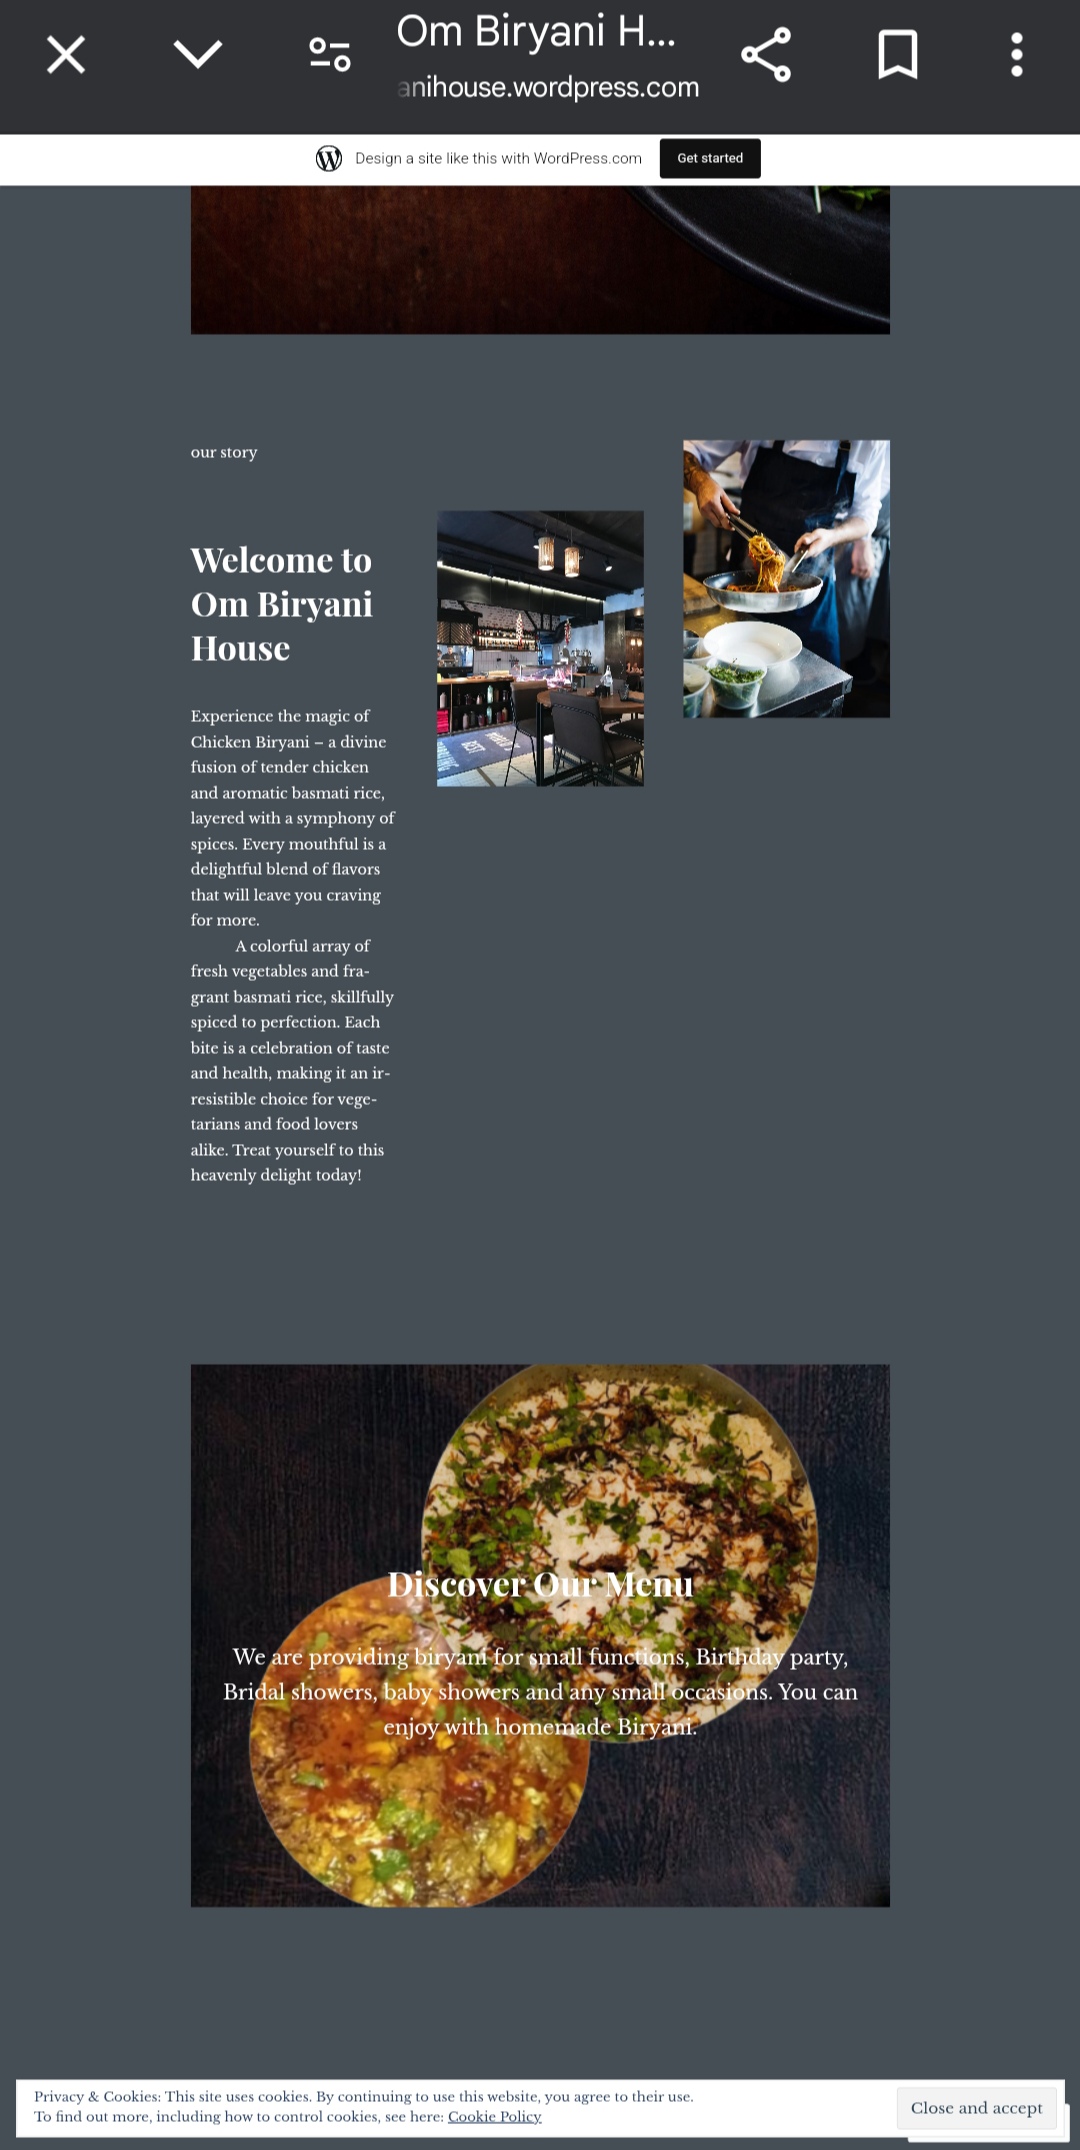 Om Biryani H...
anihouse.wordpress.com
Design a site like this with WordPress.com
Get started
our story
Welcome to
Om Biryani
House
Experience the magic of
Chicken Biryani – a divine
fusion of tender chicken
and aromatic basmati rice,
layered with a symphony of
spices. Every mouthful is a
delightful blend of flavors
that will leave you craving
for more.
A colorful array of
fresh vegetables and fra-
grant basmati rice, skillfully
spiced to perfection. Each
bite is a celebration of taste
and health, making it an ir-
resistible choice for vege-
tarians and food lovers
alike. Treat yourself to this
heavenly delight today!
Discover Our Menu
We are providing biryani for small functions, Birthday party,
Bridal showers, baby showers and any small occasions. You can
enjoy with homemade Biryani.
Privacy & Cookies: This site uses cookies. By continuing to use this website, you agree to their use.
To find out more, including how to control cookies, see here: Cookie Policy
Close and accept